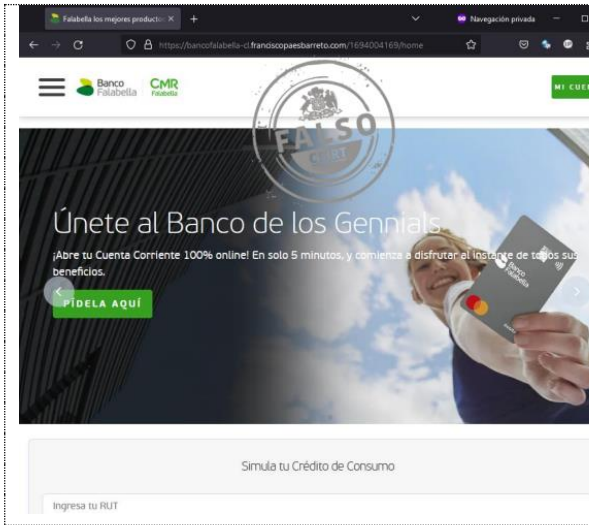 Falabella los mejores productos
Navegación privada
https://bancofalabella-cl.franciscopaesbarreto.com/1694004169/home
Banco
Falabella
CMR
Falabella
MI CUE
FALSO
CSIRT
Únete al Banco de los Gennials
¡Abre tu Cuenta Corriente 100% online! En solo 5 minutos, y comienza a disfrutar al instante de todos sus
beneficios.
PÍDELA AQUÍ
Banco
Falabella
Simula tu Crédito de Consumo
Ingresa tu RUT